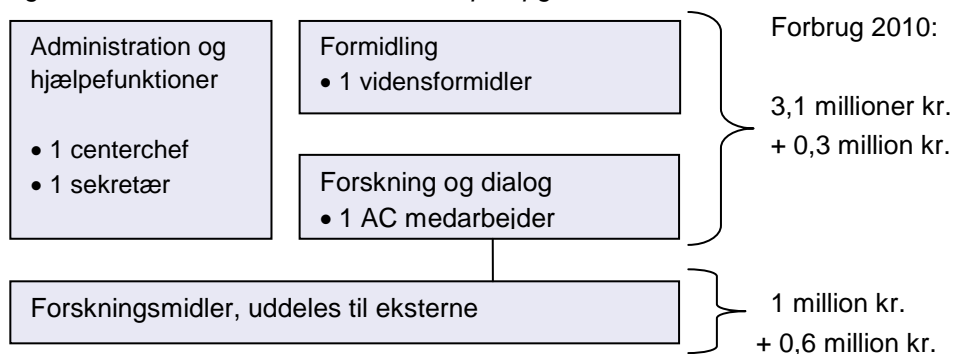 Administration og
hjælpefunktioner
• 1 centerchef
• 1 sekretær
Formidling
• 1 vidensformidler
Forskning og dialog
• 1 AC medarbejder
Forskningsmidler, uddeles til eksterne
Forbrug 2010:
3,1 millioner kr.
+ 0,3 million kr.
1 million kr.
+ 0,6 million kr.